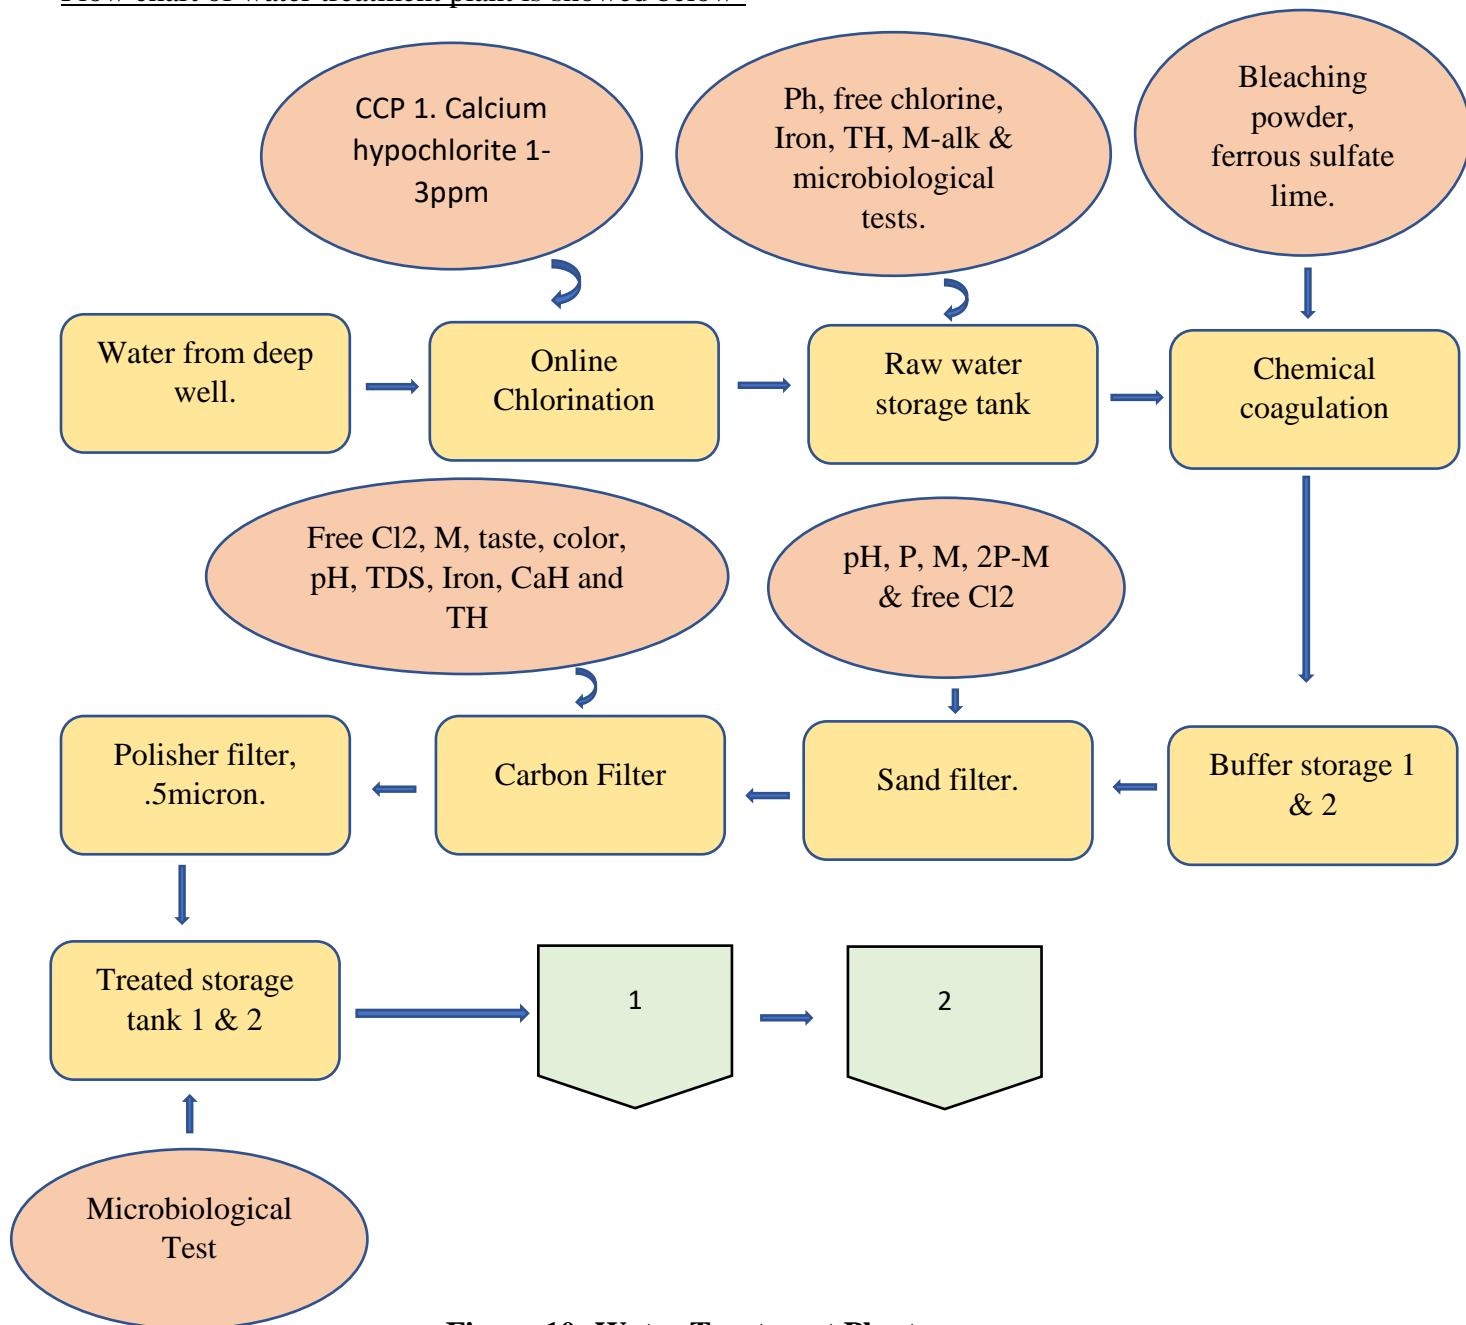 CCP 1. Calcium
hypochlorite 1-
3ppm
Ph, free chlorine,
Iron, TH, M-alk &
microbiological
tests.
Bleaching
powder,
ferrous sulfate
lime.
Water from deep
well.
Online
Chlorination
Raw water
storage tank
Chemical
coagulation
Free Cl2, M, taste, color,
pH, TDS, Iron, CaH and
TH
pH, P, M, 2P-M
& free Cl2
Polisher filter,
.5micron.
Carbon Filter
Sand filter.
Buffer storage 1
& 2
Treated storage
tank 1 & 2
1
2
Microbiological
Test